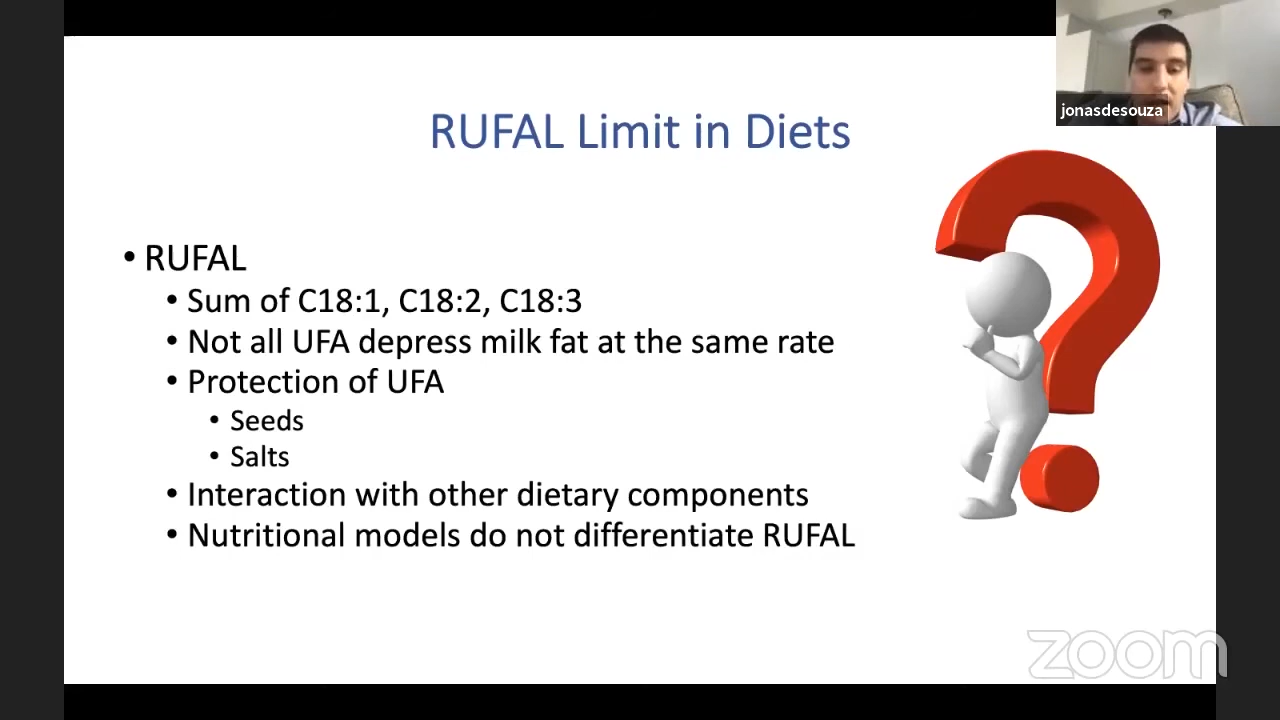 jonasdesouza
RUFAL Limit in Diets
• RUFAL
• Sum of C18:1, C18:2, C18:3
• Not all UFA depress milk fat at the same rate
• Protection of UFA
• Seeds
• Salts
• Interaction with other dietary components
• Nutritional models do not differentiate RUFAL
zoom